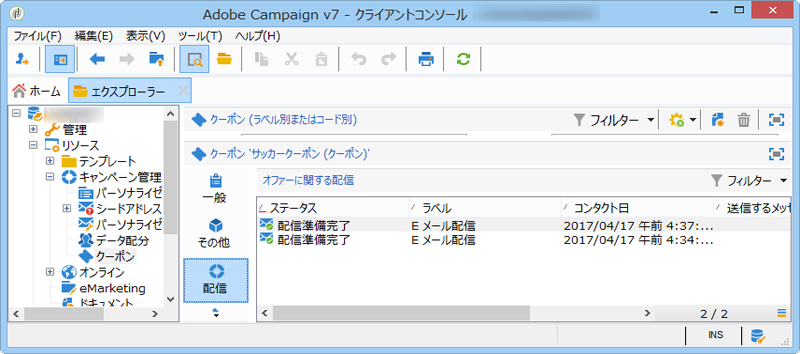 Adobe Campaign v7 - クライアントコンソール
ファイル(F) 編集(E) 表示(V) ツール(T) ヘルプ(H)
ホーム エクスプローラー
管理
リソース
テンプレート
キャンペーン管理
パーソナライゼ
シードアドレス
パーソナライゼ
データ配分
クーポン
オンライン
eMarketing
ドキュメント
クーポン (ラベル別またはコード別) フィルター
クーポン 'サッカークーポン (クーポン)'
一般
その他
配信
オファーに関する配信 フィルター
ステータス ラベル コンタクト日 送信するメッセ
配信準備完了 E メール配信 2017/04/17 午前 4:37:...
配信準備完了 E メール配信 2017/04/17 午前 4:34:...
2 / 2
INS